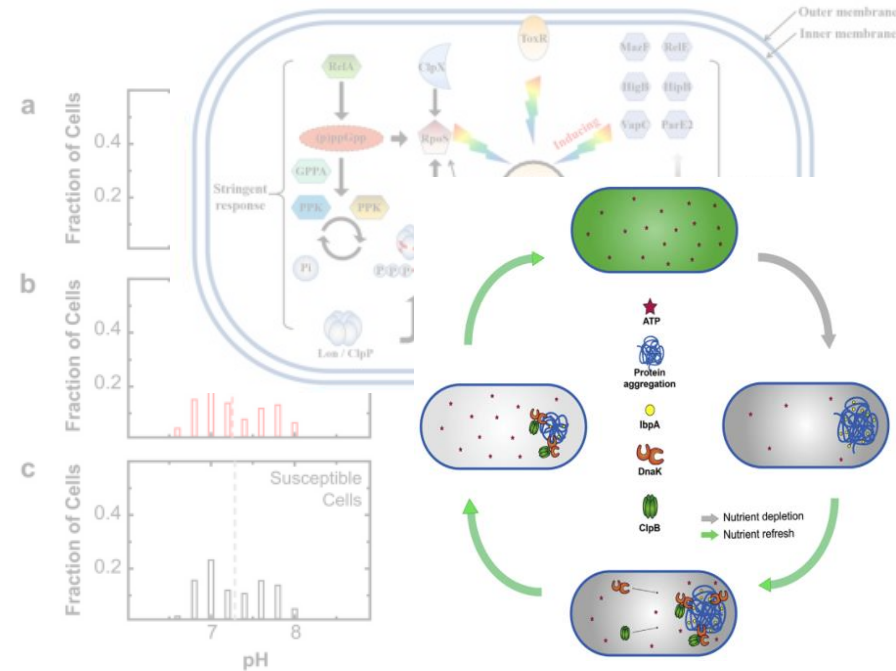 Outer membrane
Inner membrane
ToxR
MazF
RelE
RelA
ClpX
HigB
HipB
a
Fraction of Cells
0.4
0.2
(p)ppGpp
RpoS
Inducing
VapC
ParE2
GPPA
Stringent
response
PPK
PPK
Pi
P
P
P
Lon / ClpP
b
Fraction of Cells
0.4
0.2
ATP
Protein
aggregation
IbpA
DnaK
ClpB
Nutrient depletion
Nutrient refresh
c
Fraction of Cells
0.4
0.2
Susceptible
Cells
7
8
pH